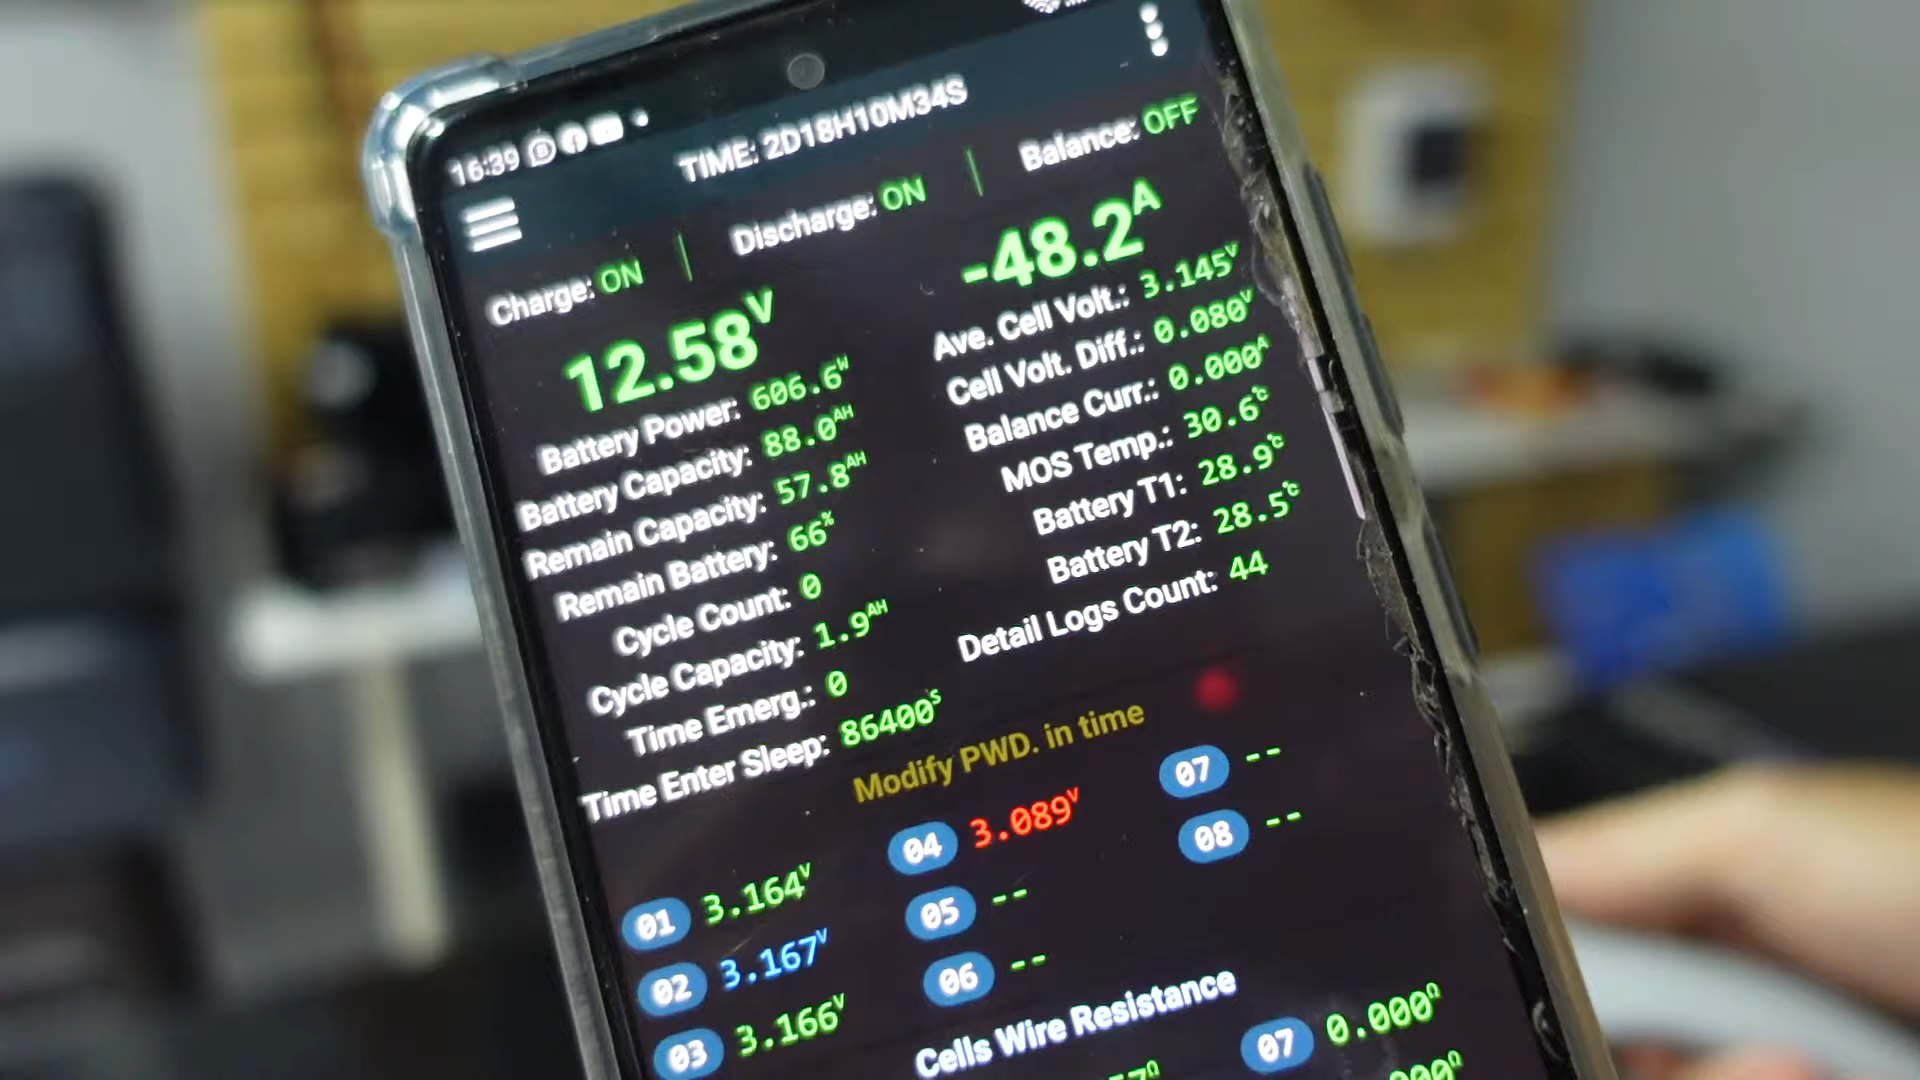 16:39
TIME: 2D18H10M34S
Charge: ON | Discharge: ON | Balance: OFF
12.58V
-48.2A
Battery Power: 606.6W
Battery Capacity: 88.0AH
Remain Capacity: 57.8AH
Remain Battery: 66%
Cycle Count: 0
Cycle Capacity: 1.9AH
Time Emerg.: 0
Time Enter Sleep: 86400S
Ave. Cell Volt.: 3.145V
Cell Volt. Diff.: 0.080V
Balance Curr.: 0.000A
MOS Temp.: 30.6℃
Battery T1: 28.9℃
Battery T2: 28.5℃
Detail Logs Count: 44
Modify PWD. in time
01 3.164V
02 3.167V
03 3.166V
04 3.089V
05 --
06 --
07 --
08 --
Cells Wire Resistance
07 0.000Ω